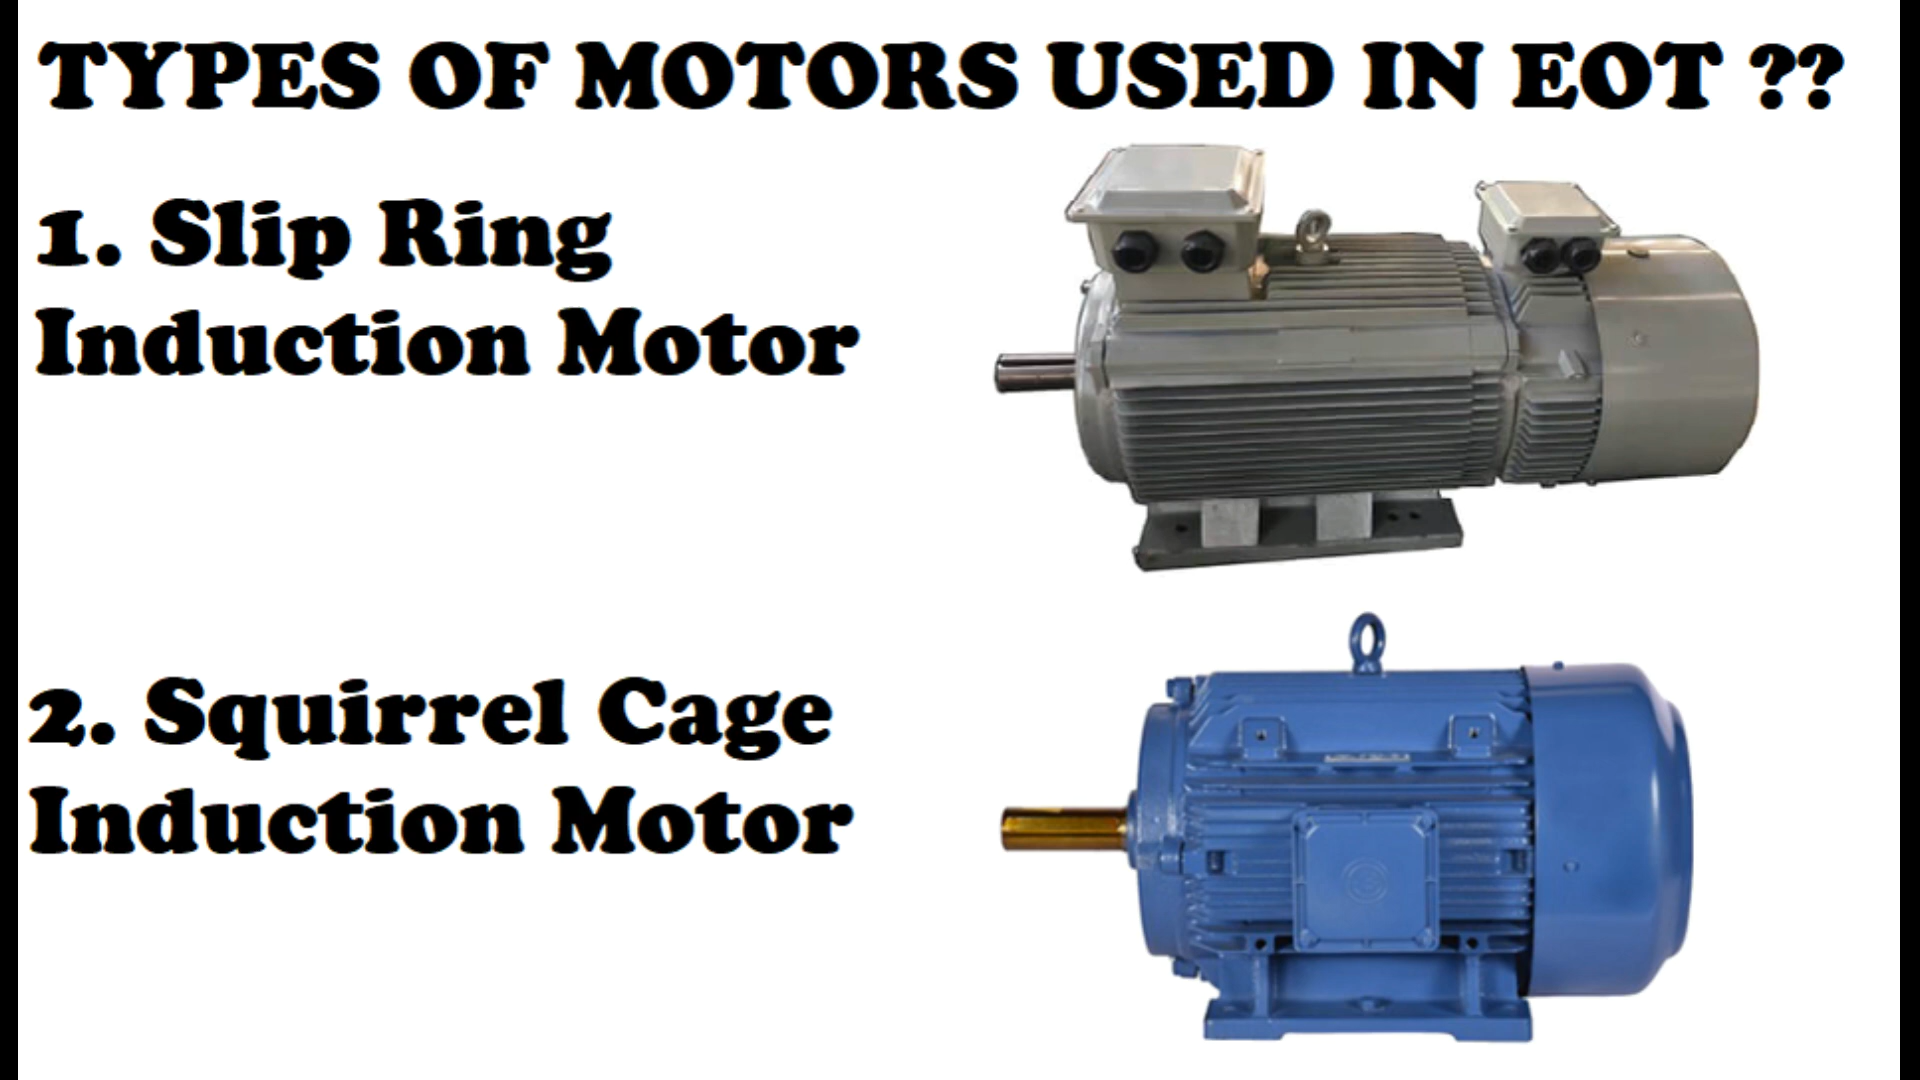 TYPES OF MOTORS USED IN EOT ??
1. Slip Ring
Induction Motor
2. Squirrel Cage
Induction Motor